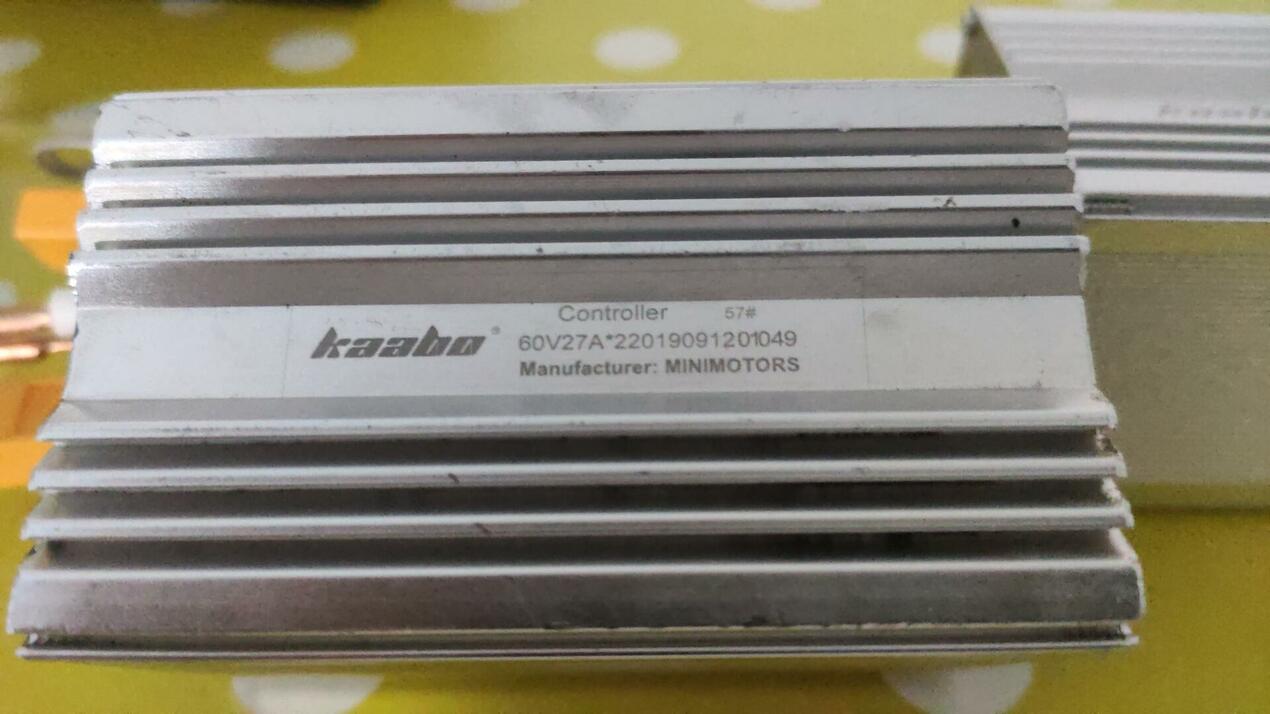 Controller 57#
kaabo® 60V27A*22019091201049
Manufacturer: MINIMOTORS